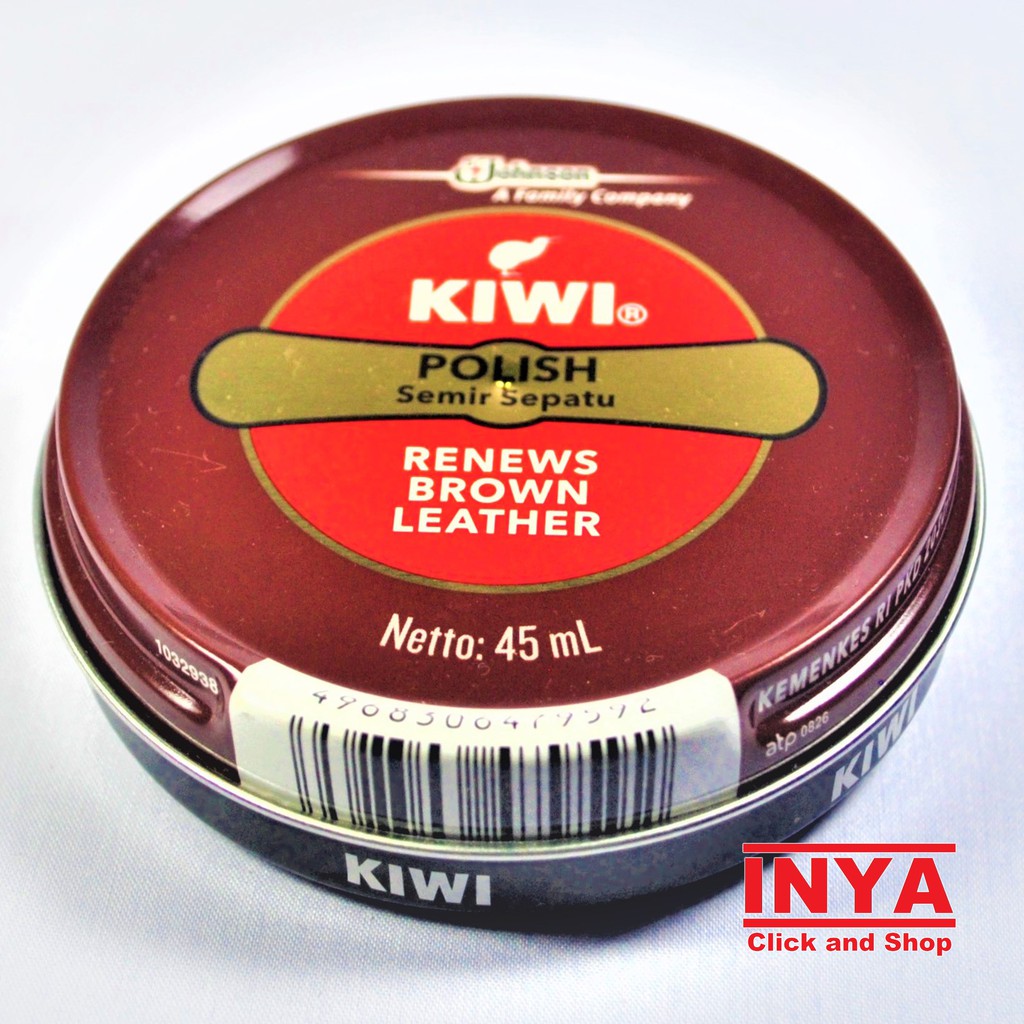 Johnson
A Family Company
KIWI®
POLISH
Semir Sepatu
RENEWS
BROWN
LEATHER
Netto: 45 mL
1032938
KEMENKES RI PKD
atp 0826
KIWI
KIWI
INYA
Click and Shop